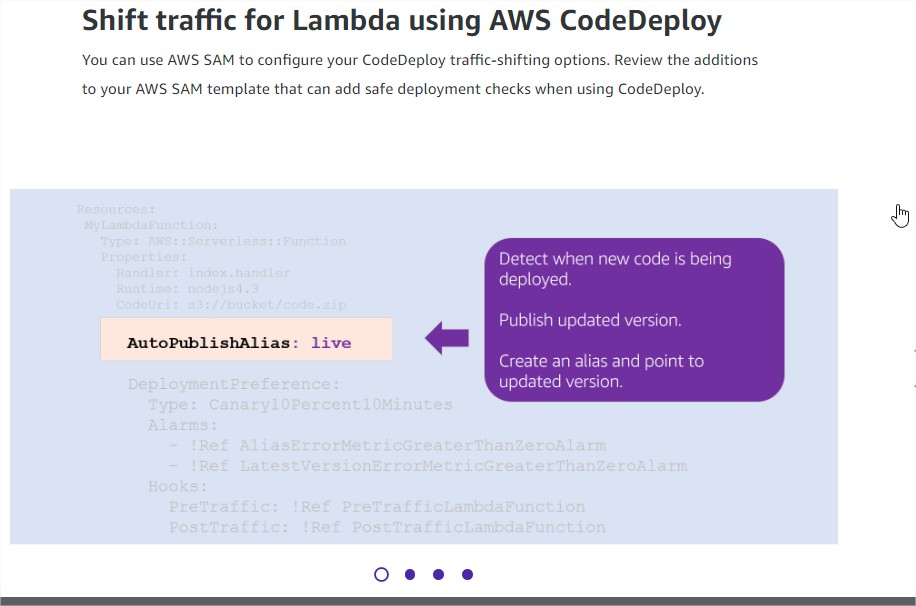 Shift traffic for Lambda using AWS CodeDeploy
You can use AWS SAM to configure your CodeDeploy traffic-shifting options. Review the additions
to your AWS SAM template that can add safe deployment checks when using CodeDeploy.
Resources:
MyLambdaFunction:
Type: AWS::Serverless::Function
Properties:
Handler: index.handler
Runtime: nodejs4.3
CodeUri: s3://bucket/code.zip
AutoPublishAlias: live
DeploymentPreference:
Type: Canary10Percent10Minutes
Alarms:
- !Ref AliasErrorMetricGreaterThanZeroAlarm
- !Ref LatestVersionErrorMetricGreaterThanZeroAlarm
Hooks:
PreTraffic: !Ref PreTrafficLambdaFunction
PostTraffic: !Ref PostTrafficLambdaFunction
Detect when new code is being
deployed.
Publish updated version.
Create an alias and point to
updated version.